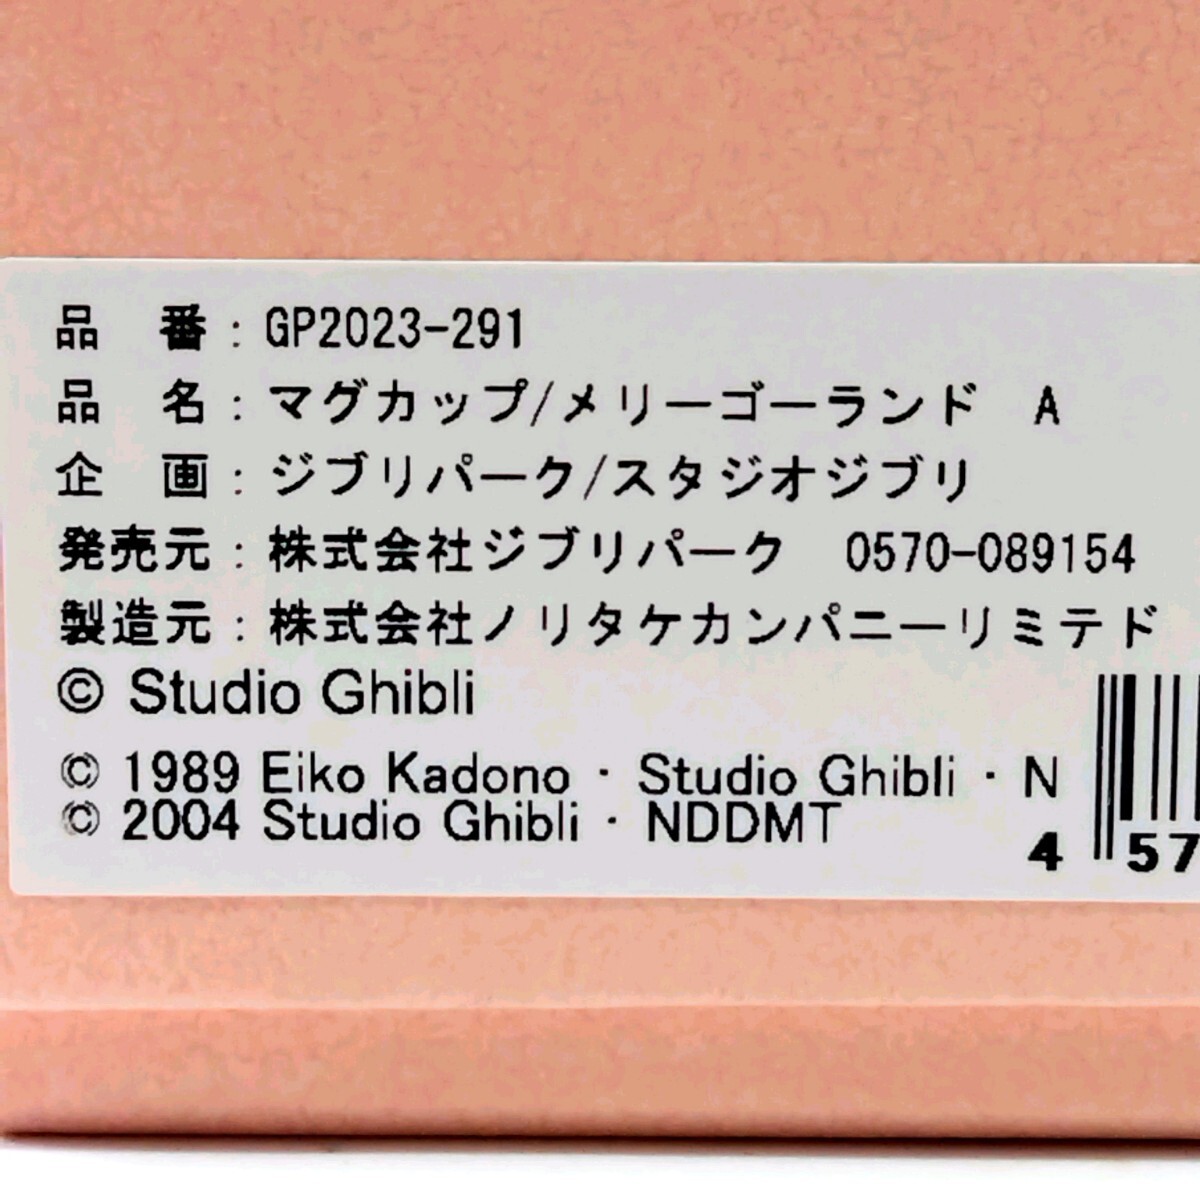 品　番：GP2023-291
品　名：マグカップ/メリーゴーランド　A
企　画：ジブリパーク/スタジオジブリ
発売元：株式会社ジブリパーク　0570-089154
製造元：株式会社ノリタケカンパニーリミテド
© Studio Ghibli
© 1989 Eiko Kadono・Studio Ghibli・N
© 2004 Studio Ghibli・NDDMT
4 57